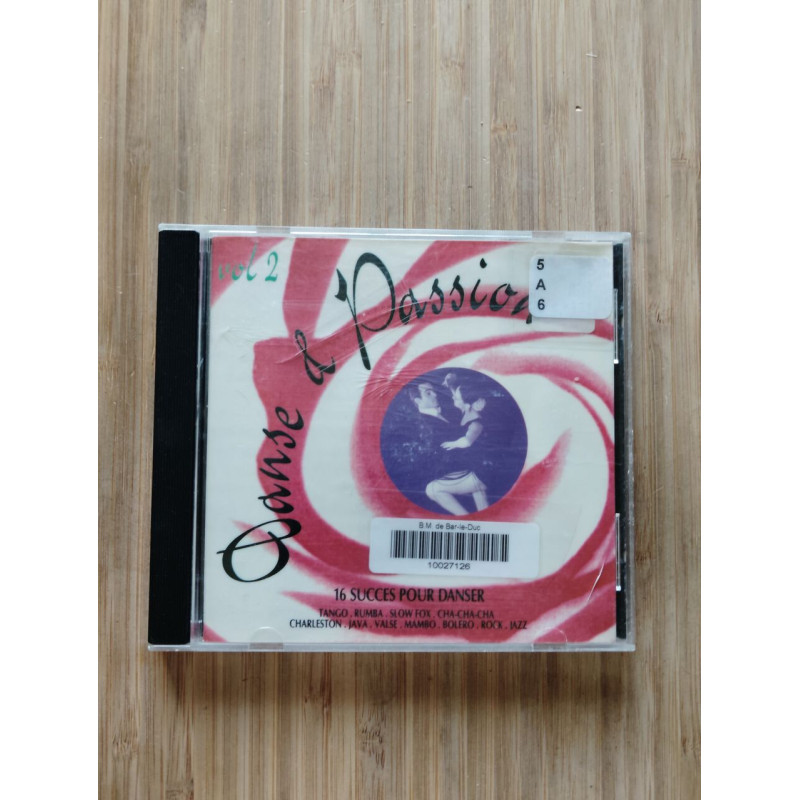 vol 2
Danse & Passion
5
A
6
B.M. de Bar-le-Duc
10027126
16 SUCCES POUR DANSER
TANGO . RUMBA . SLOW FOX . CHA-CHA-CHA
CHARLESTON . JAVA . VALSE . MAMBO . BOLERO . ROCK . JAZZ